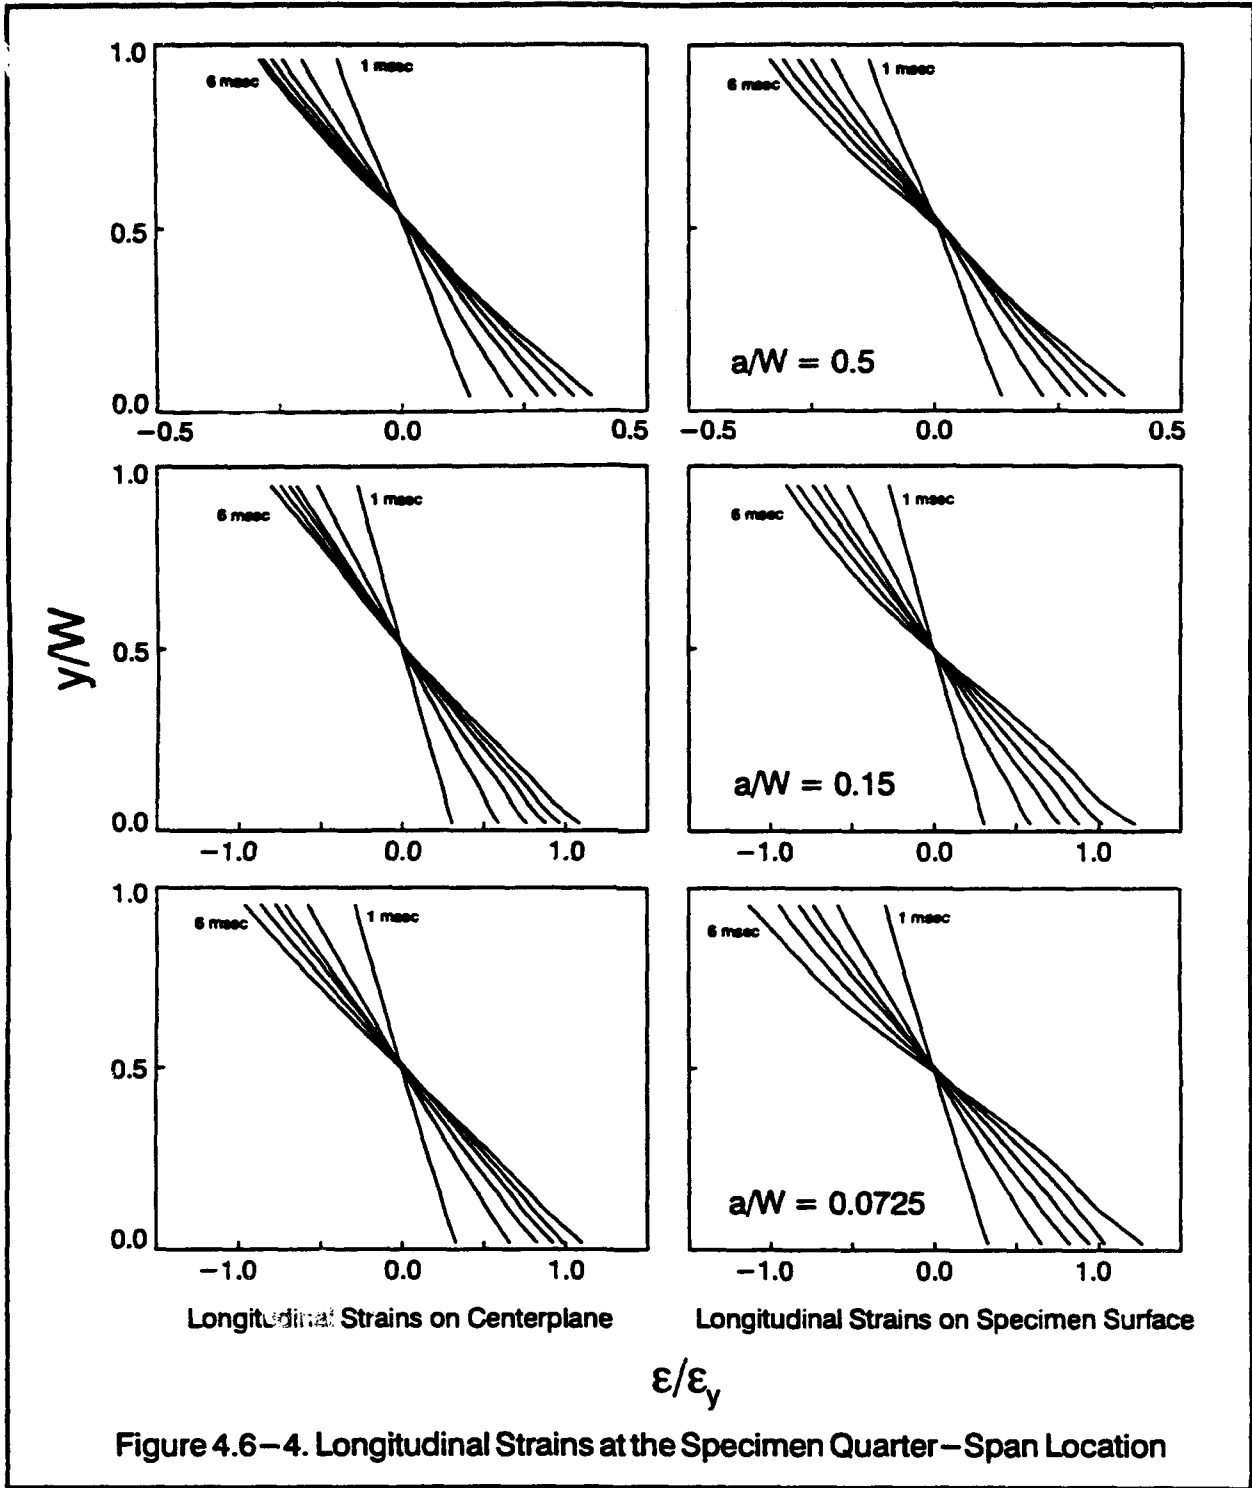 1.0
1 msec
6 msec
0.5
0.0
−0.5
0.0
0.5
1 msec
6 msec
a/W = 0.5
−0.5
0.0
0.5
1.0
1 msec
6 msec
0.5
0.0
−1.0
0.0
1.0
1 msec
6 msec
a/W = 0.15
−1.0
0.0
1.0
y/W
1.0
1 msec
6 msec
0.5
0.0
−1.0
0.0
1.0
1 msec
6 msec
a/W = 0.0725
−1.0
0.0
1.0
Longitudinal Strains on Centerplane
Longitudinal Strains on Specimen Surface
ε/εy
Figure 4.6−4. Longitudinal Strains at the Specimen Quarter−Span Location